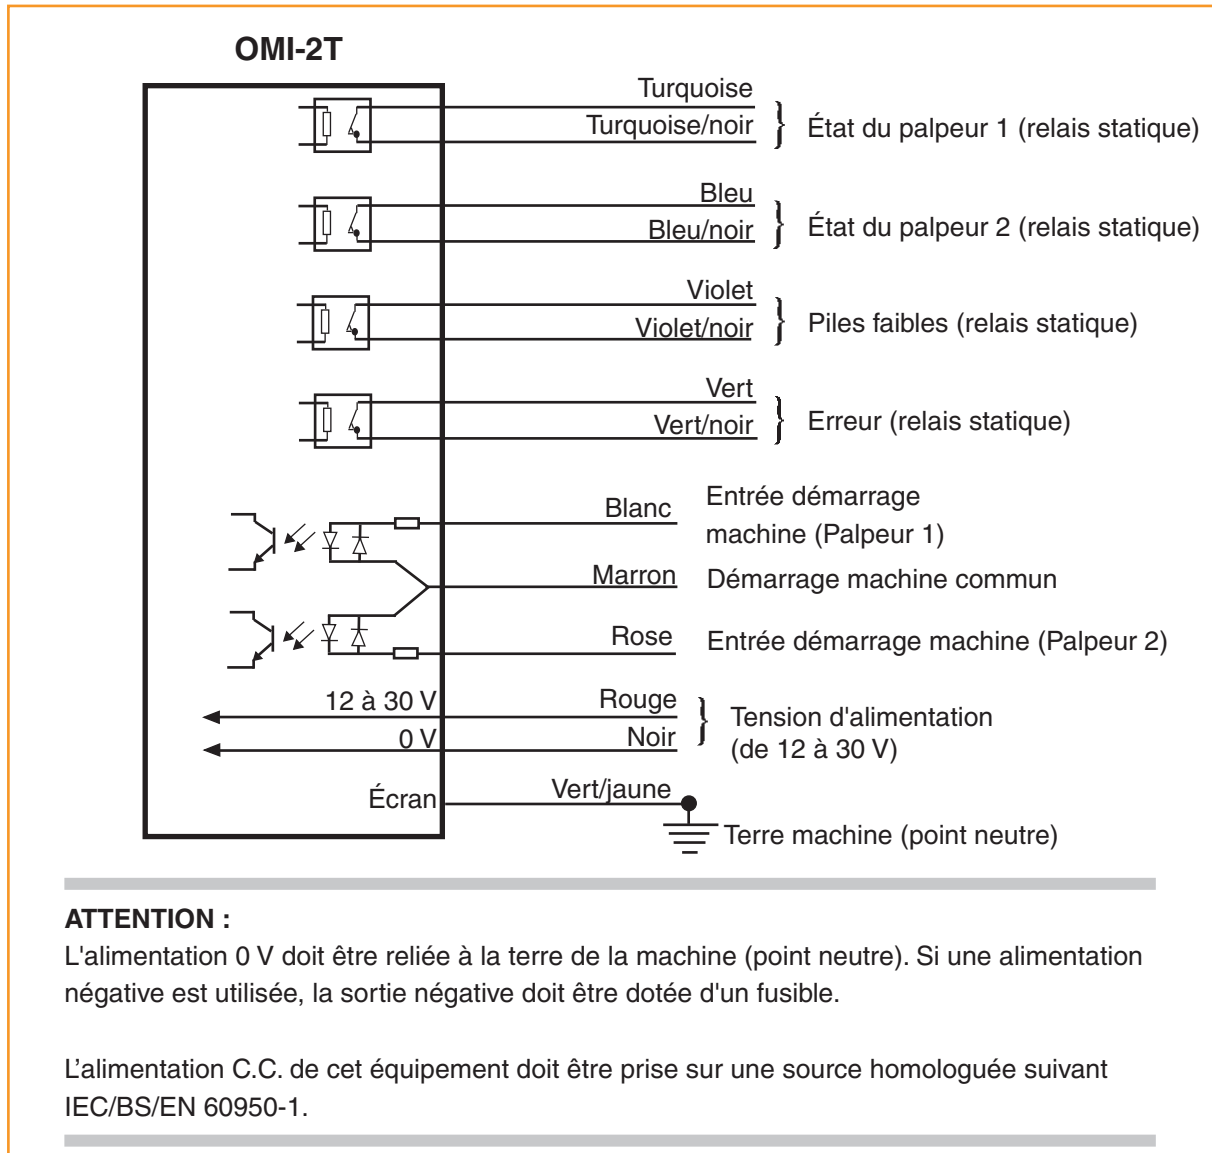 OMI-2T
Turquoise
Turquoise/noir
État du palpeur 1 (relais statique)
Bleu
Bleu/noir
État du palpeur 2 (relais statique)
Violet
Violet/noir
Piles faibles (relais statique)
Vert
Vert/noir
Erreur (relais statique)
Blanc
Entrée démarrage
machine (Palpeur 1)
Marron
Démarrage machine commun
Rose
Entrée démarrage machine (Palpeur 2)
12 à 30 V
Rouge
0 V
Noir
Tension d'alimentation
(de 12 à 30 V)
Écran
Vert/jaune
Terre machine (point neutre)
ATTENTION :
L'alimentation 0 V doit être reliée à la terre de la machine (point neutre). Si une alimentation
négative est utilisée, la sortie négative doit être dotée d'un fusible.
L’alimentation C.C. de cet équipement doit être prise sur une source homologuée suivant
IEC/BS/EN 60950-1.